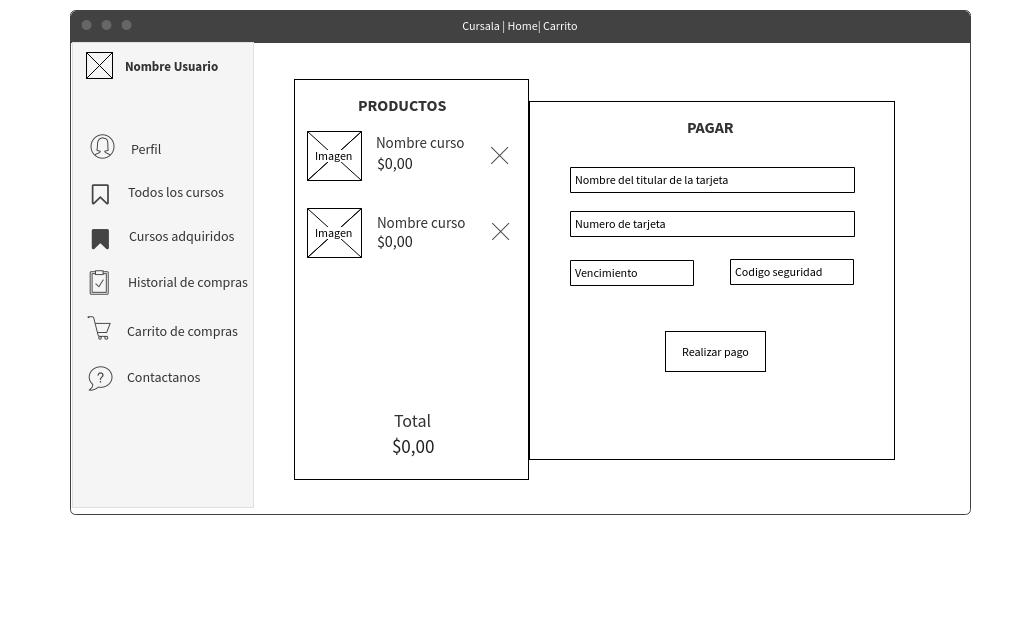 Cursala | Home| Carrito
Nombre Usuario
Perfil
Todos los cursos
Cursos adquiridos
Historial de compras
Carrito de compras
?
Contactanos
PRODUCTOS
Imagen
Nombre curso
$0,00
Imagen
Nombre curso
$0,00
Total
$0,00
PAGAR
Nombre del titular de la tarjeta
Numero de tarjeta
Vencimiento
Codigo seguridad
Realizar pago